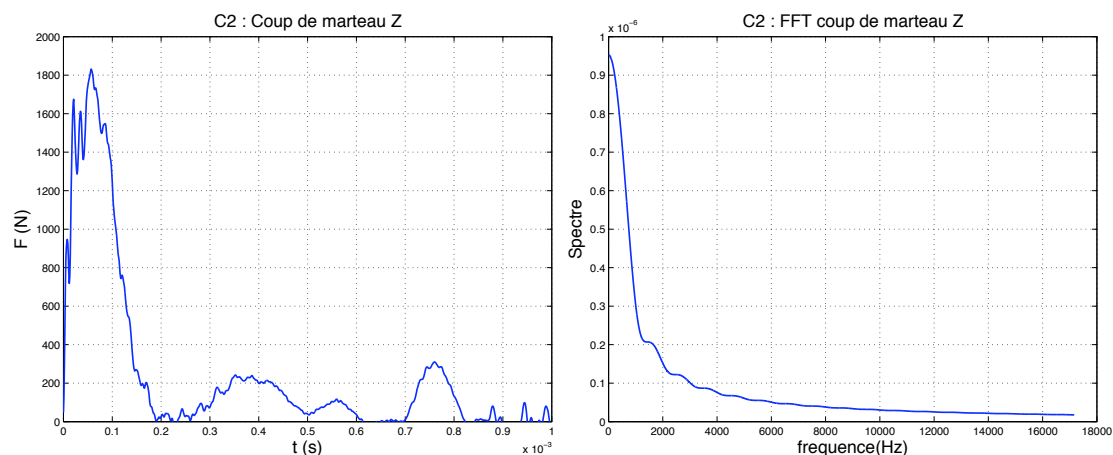 C2 : Coup de marteau Z
2000
1800
1600
1400
1200
1000
800
600
400
200
0
F (N)
0 0.1 0.2 0.3 0.4 0.5 0.6 0.7 0.8 0.9 1
t (s)
x 10⁻³
C2 : FFT coup de marteau Z
x 10⁻⁶
1
0.9
0.8
0.7
0.6
0.5
0.4
0.3
0.2
0.1
0
Spectre
0 2000 4000 6000 8000 10000 12000 14000 16000 18000
frequence(Hz)